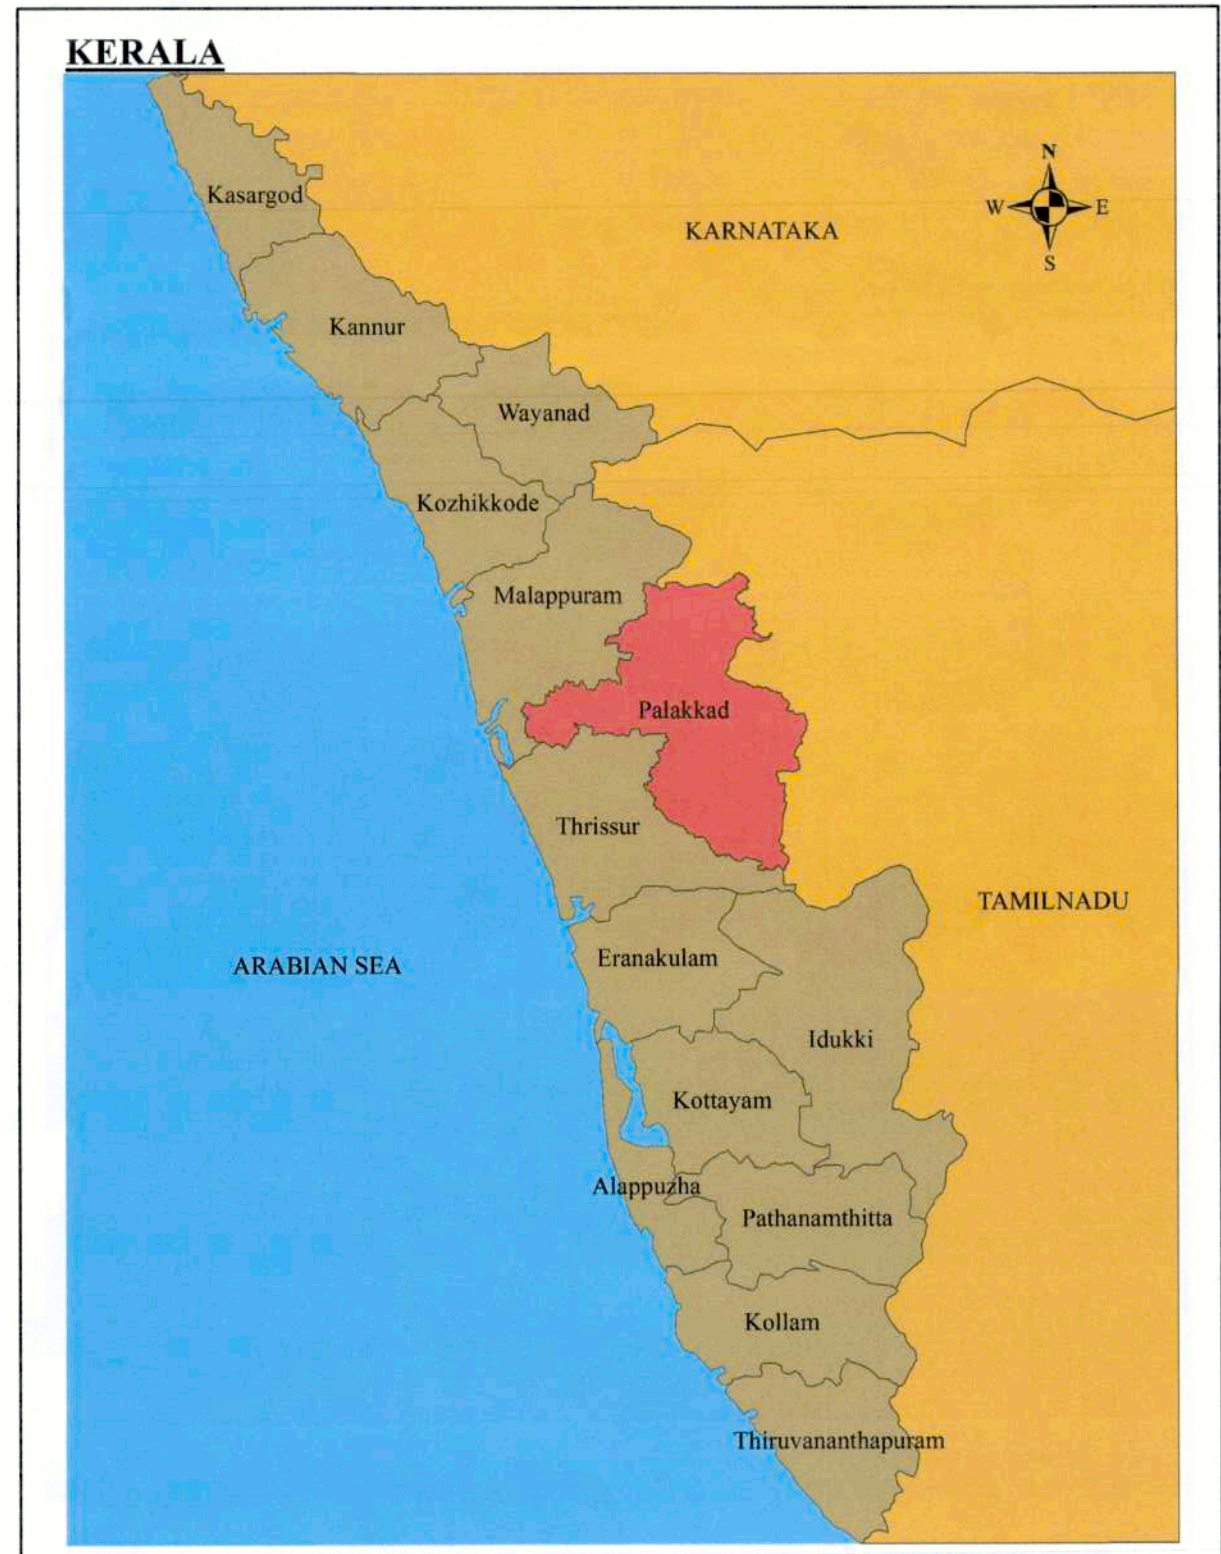 KERALA
N
W E
S
Kasargod
KARNATAKA
Kannur
Wayanad
Kozhikkode
Malappuram
Palakkad
Thrissur
TAMILNADU
Eranakulam
ARABIAN SEA
Idukki
Kottayam
Alappuzha
Pathanamthitta
Kollam
Thiruvananthapuram